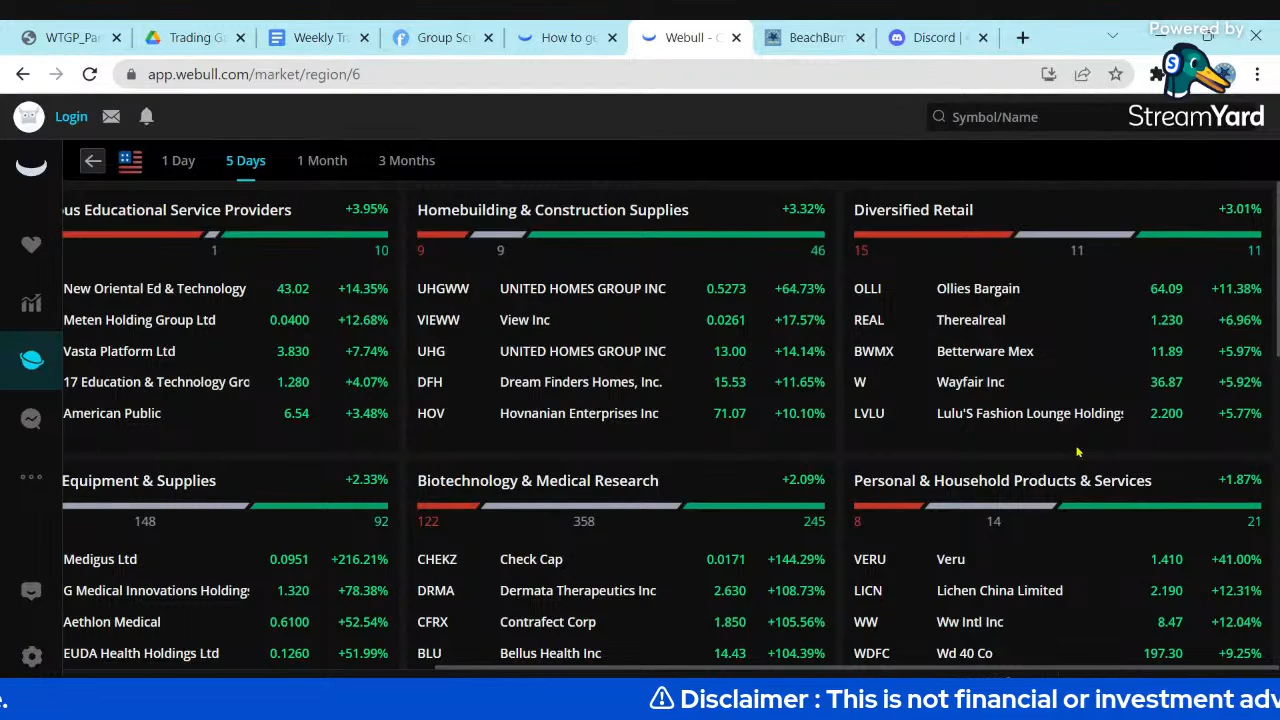 WTGP_Par
Trading G
Weekly Tr
Group Sc
How to ge
Webull - C
BeachBum
Discord |
Powered by
app.webull.com/market/region/6
StreamYard
Login
Symbol/Name
1 Day 5 Days 1 Month 3 Months
us Educational Service Providers +3.95%
1 10
New Oriental Ed & Technology 43.02 +14.35%
Meten Holding Group Ltd 0.0400 +12.68%
Vasta Platform Ltd 3.830 +7.74%
17 Education & Technology Gro 1.280 +4.07%
American Public 6.54 +3.48%
Homebuilding & Construction Supplies +3.32%
9 9 46
UHGWW UNITED HOMES GROUP INC 0.5273 +64.73%
VIEWW View Inc 0.0261 +17.57%
UHG UNITED HOMES GROUP INC 13.00 +14.14%
DFH Dream Finders Homes, Inc. 15.53 +11.65%
HOV Hovnanian Enterprises Inc 71.07 +10.10%
Diversified Retail +3.01%
15 11 11
OLLI Ollies Bargain 64.09 +11.38%
REAL Therealreal 1.230 +6.96%
BWMX Betterware Mex 11.89 +5.97%
W Wayfair Inc 36.87 +5.92%
LVLU Lulu'S Fashion Lounge Holdings 2.200 +5.77%
Equipment & Supplies +2.33%
148 92
Medigus Ltd 0.0951 +216.21%
G Medical Innovations Holdings 1.320 +78.38%
Aethlon Medical 0.6100 +52.54%
EUDA Health Holdings Ltd 0.1260 +51.99%
Biotechnology & Medical Research +2.09%
122 358 245
CHEKZ Check Cap 0.0171 +144.29%
DRMA Dermata Therapeutics Inc 2.630 +108.73%
CFRX Contrafect Corp 1.850 +105.56%
BLU Bellus Health Inc 14.43 +104.39%
Personal & Household Products & Services +1.87%
8 14 21
VERU Veru 1.410 +41.00%
LICN Lichen China Limited 2.190 +12.31%
WW Ww Intl Inc 8.47 +12.04%
WDFC Wd 40 Co 197.30 +9.25%
e. Disclaimer : This is not financial or investment adv